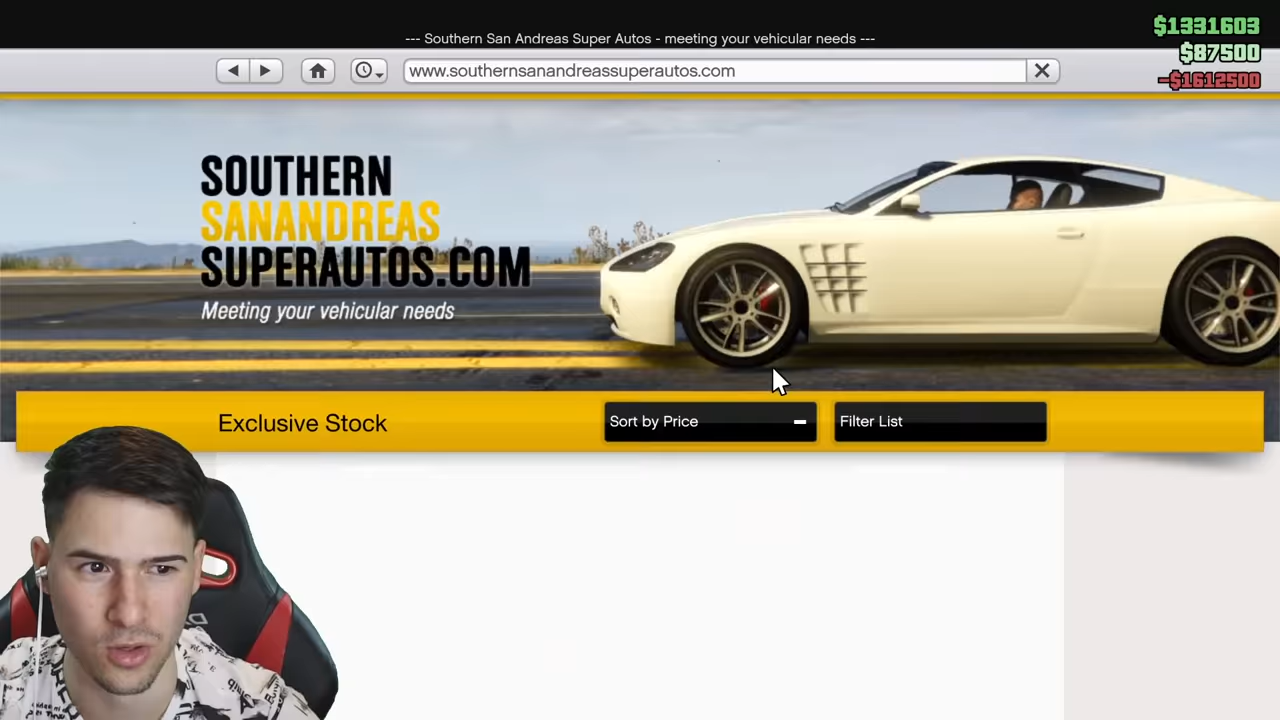 --- Southern San Andreas Super Autos - meeting your vehicular needs ---
$1331603
$87500
-$1612500
www.southernsanandreassuperautos.com
SOUTHERN
SANANDREAS
SUPERAUTOS.COM
Meeting your vehicular needs
Exclusive Stock
Sort by Price
Filter List